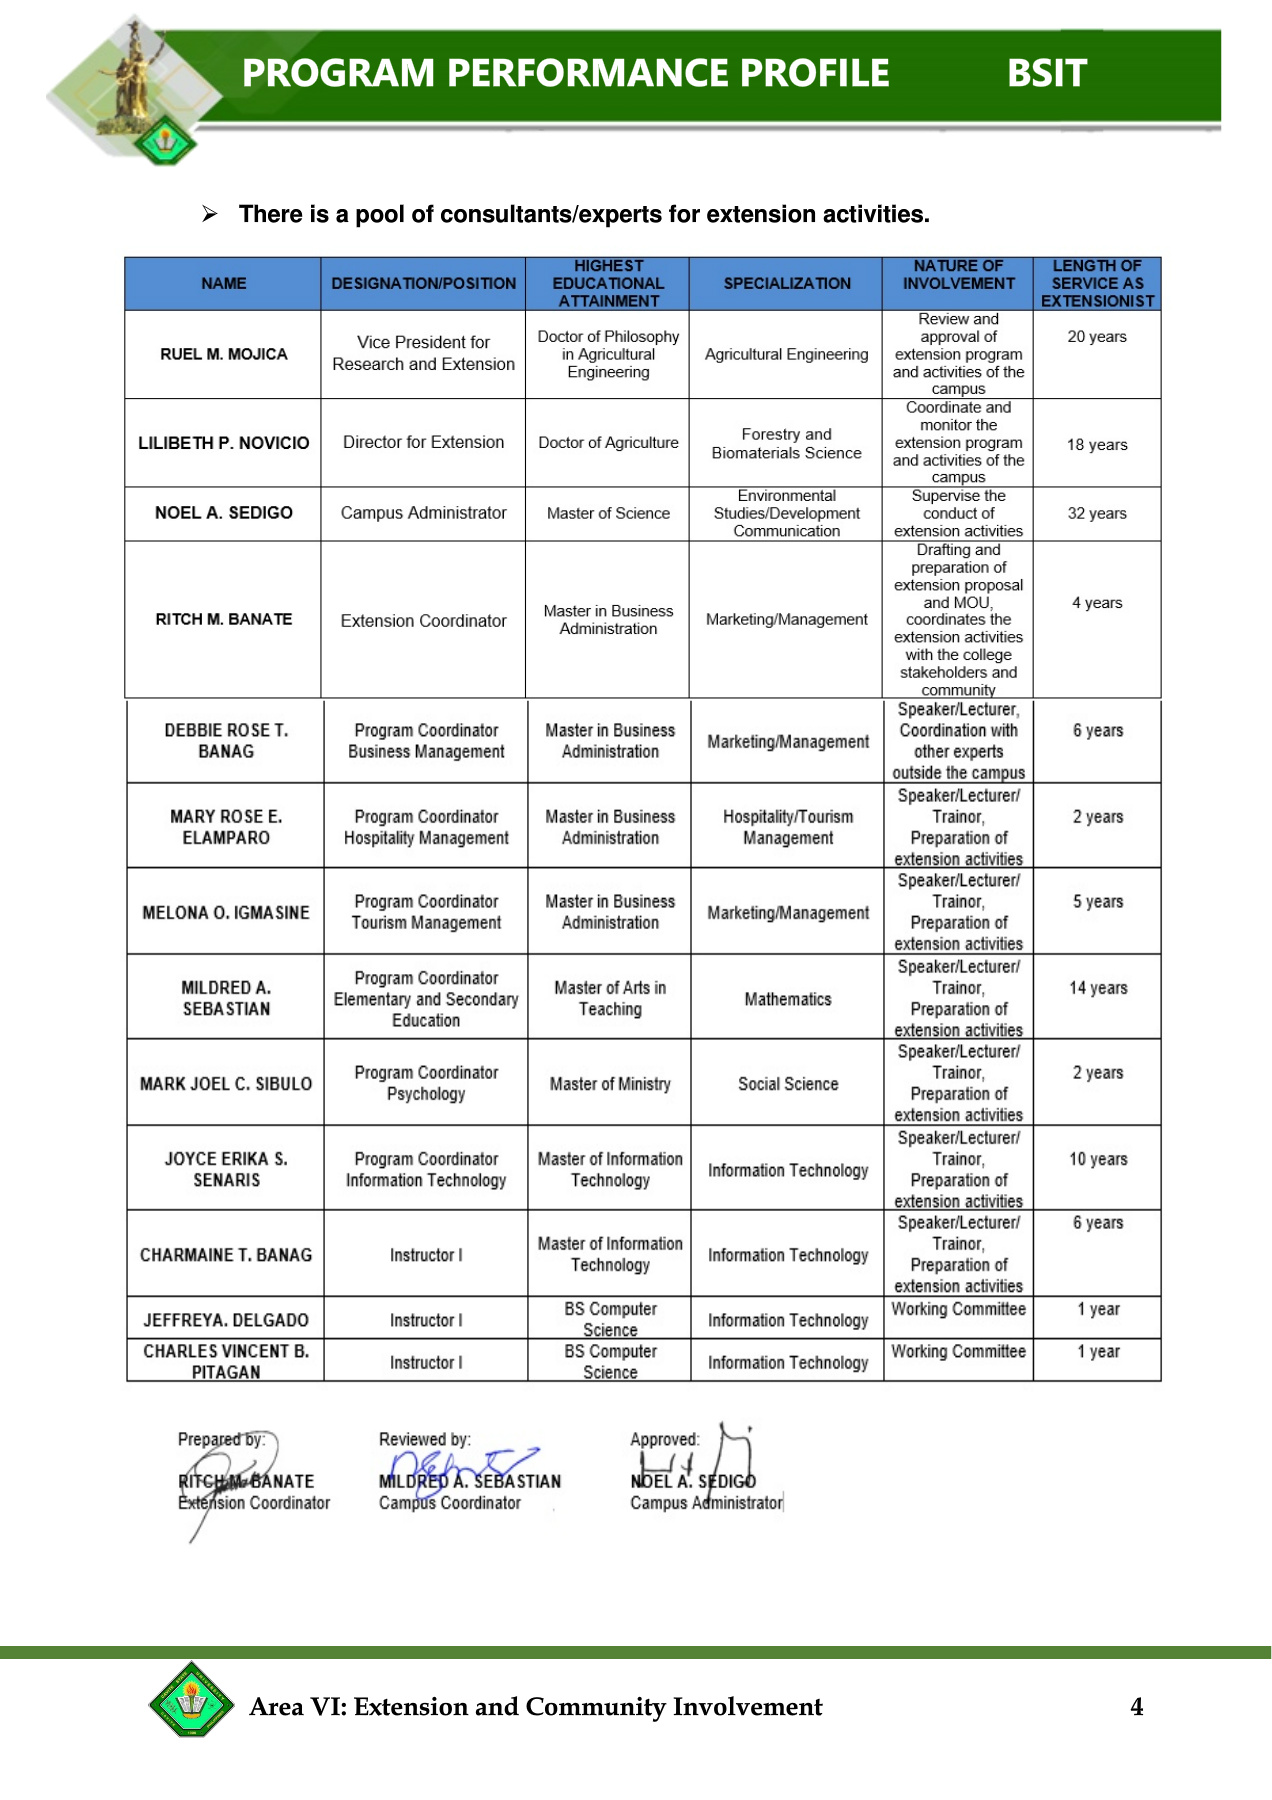 PROGRAM PERFORMANCE PROFILE BSIT
➢ There is a pool of consultants/experts for extension activities.
NAME
DESIGNATION/POSITION
HIGHEST
EDUCATIONAL
ATTAINMENT
SPECIALIZATION
NATURE OF
INVOLVEMENT
LENGTH OF
SERVICE AS
EXTENSIONIST
RUEL M. MOJICA
Vice President for
Research and Extension
Doctor of Philosophy
in Agricultural
Engineering
Agricultural Engineering
Review and
approval of
extension program
and activities of the
campus
20 years
LILIBETH P. NOVICIO
Director for Extension
Doctor of Agriculture
Forestry and
Biomaterials Science
Coordinate and
monitor the
extension program
and activities of the
campus
18 years
NOEL A. SEDIGO
Campus Administrator
Master of Science
Environmental
Studies/Development
Communication
Supervise the
conduct of
extension activities
32 years
RITCH M. BANATE
Extension Coordinator
Master in Business
Administration
Marketing/Management
Drafting and
preparation of
extension proposal
and MOU,
coordinates the
extension activities
with the college
stakeholders and
community
4 years
DEBBIE ROSE T.
BANAG
Program Coordinator
Business Management
Master in Business
Administration
Marketing/Management
Speaker/Lecturer,
Coordination with
other experts
outside the campus
6 years
MARY ROSE E.
ELAMPARO
Program Coordinator
Hospitality Management
Master in Business
Administration
Hospitality/Tourism
Management
Speaker/Lecturer/
Trainor,
Preparation of
extension activities
2 years
MELONA O. IGMASINE
Program Coordinator
Tourism Management
Master in Business
Administration
Marketing/Management
Speaker/Lecturer/
Trainor,
Preparation of
extension activities
5 years
MILDRED A.
SEBASTIAN
Program Coordinator
Elementary and Secondary
Education
Master of Arts in
Teaching
Mathematics
Speaker/Lecturer/
Trainor,
Preparation of
extension activities
14 years
MARK JOEL C. SIBULO
Program Coordinator
Psychology
Master of Ministry
Social Science
Speaker/Lecturer/
Trainor,
Preparation of
extension activities
2 years
JOYCE ERIKA S.
SENARIS
Program Coordinator
Information Technology
Master of Information
Technology
Information Technology
Speaker/Lecturer/
Trainor,
Preparation of
extension activities
10 years
CHARMAINE T. BANAG
Instructor I
Master of Information
Technology
Information Technology
Speaker/Lecturer/
Trainor,
Preparation of
extension activities
6 years
JEFFREYA. DELGADO
Instructor I
BS Computer
Science
Information Technology
Working Committee
1 year
CHARLES VINCENT B.
PITAGAN
Instructor I
BS Computer
Science
Information Technology
Working Committee
1 year
Prepared by:
RITCH M. BANATE
Extension Coordinator
Reviewed by:
MILDRED A. SEBASTIAN
Campus Coordinator
Approved:
NOEL A. SEDIGO
Campus Administrator
Area VI: Extension and Community Involvement 4